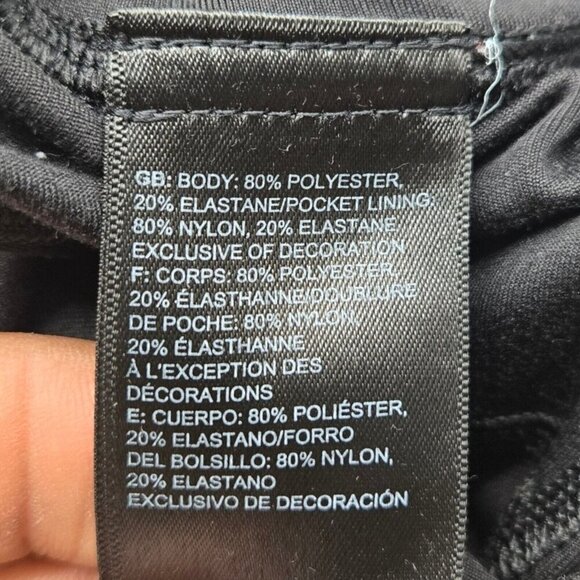 GB: BODY: 80% POLYESTER,
20% ELASTANE/POCKET LINING:
80% NYLON, 20% ELASTANE
EXCLUSIVE OF DECORATION
F: CORPS: 80% POLYESTER,
20% ÉLASTHANNE/DOUBLURE
DE POCHE: 80% NYLON,
20% ÉLASTHANNE
À L'EXCEPTION DES
DÉCORATIONS
E: CUERPO: 80% POLIÉSTER,
20% ELASTANO/FORRO
DEL BOLSILLO: 80% NYLON,
20% ELASTANO
EXCLUSIVO DE DECORACIÓN